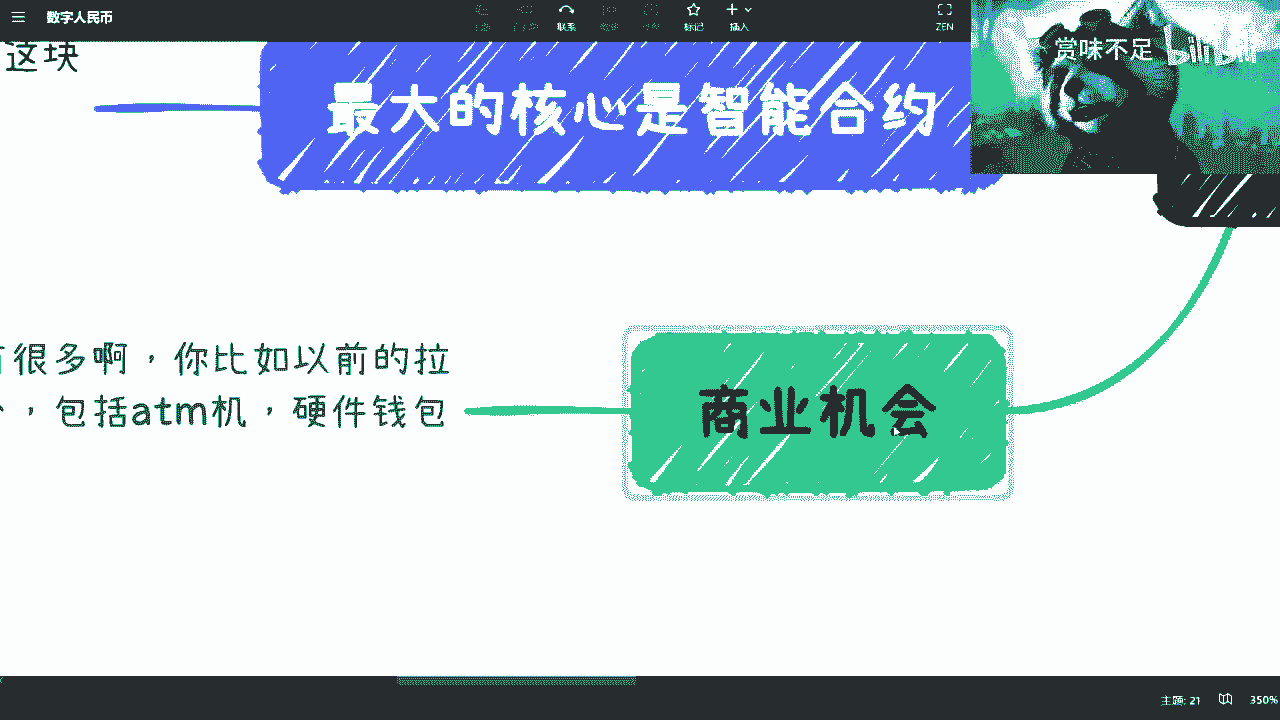 数字人民币
联系
标记
插入
ZEN
赏味不足 bilibili
这块
最大的核心是智能合约
很多啊，你比如以前的拉
，包括atm机，硬件钱包
商业机会
主题: 21
350%